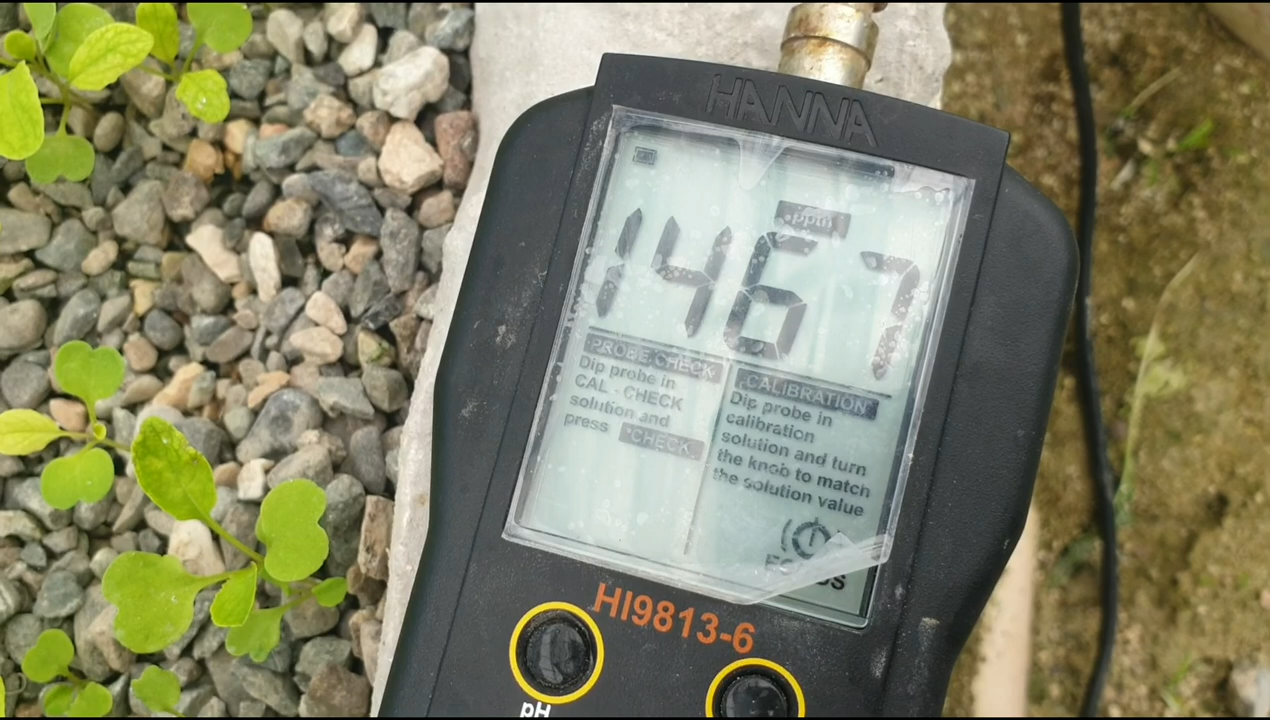 HANNA
ppm
1467
PROBE CHECK
Dip probe in
CAL - CHECK
solution and
press CHECK
CALIBRATION
Dip probe in
calibration
solution and turn
the knob to match
the solution value
HI9813-6
pH